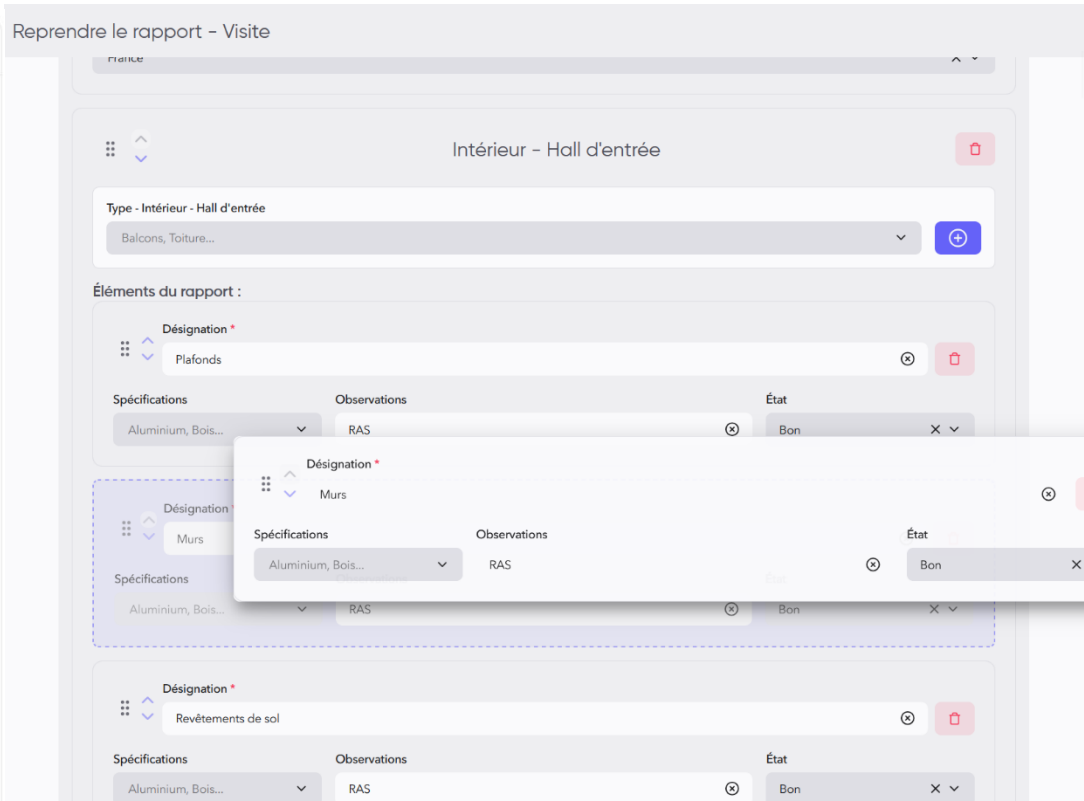 Reprendre le rapport - Visite
France
Intérieur - Hall d'entrée
Type - Intérieur - Hall d'entrée
Balcons, Toiture...
Éléments du rapport :
Désignation *
Plafonds
Spécifications Observations État
Aluminium, Bois... RAS Bon
Désignation *
Murs
Spécifications Observations État
Aluminium, Bois... RAS Bon
Désignation
Murs
Spécifications
Aluminium, Bois... RAS Bon
Désignation *
Revêtements de sol
Spécifications Observations État
Aluminium, Bois... RAS Bon